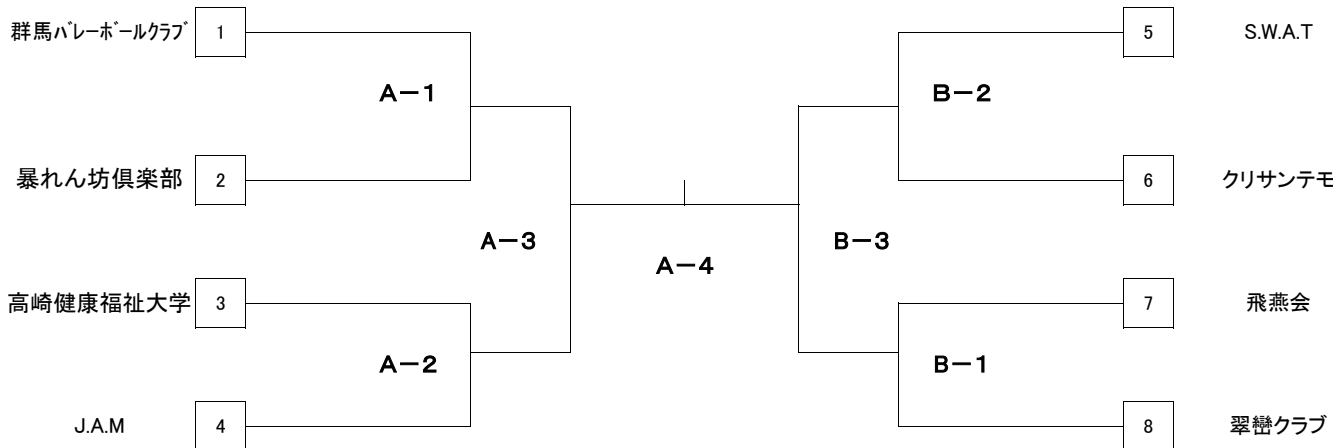 群馬ﾊﾞﾚｰﾎﾞｰﾙｸﾗﾌﾞ 1
5 S.W.A.T
A－1
B－2
暴れん坊倶楽部 2
6 クリサンテモ
A－3
B－3
A－4
高崎健康福祉大学 3
7 飛燕会
A－2
B－1
J.A.M 4
8 翠巒クラブ